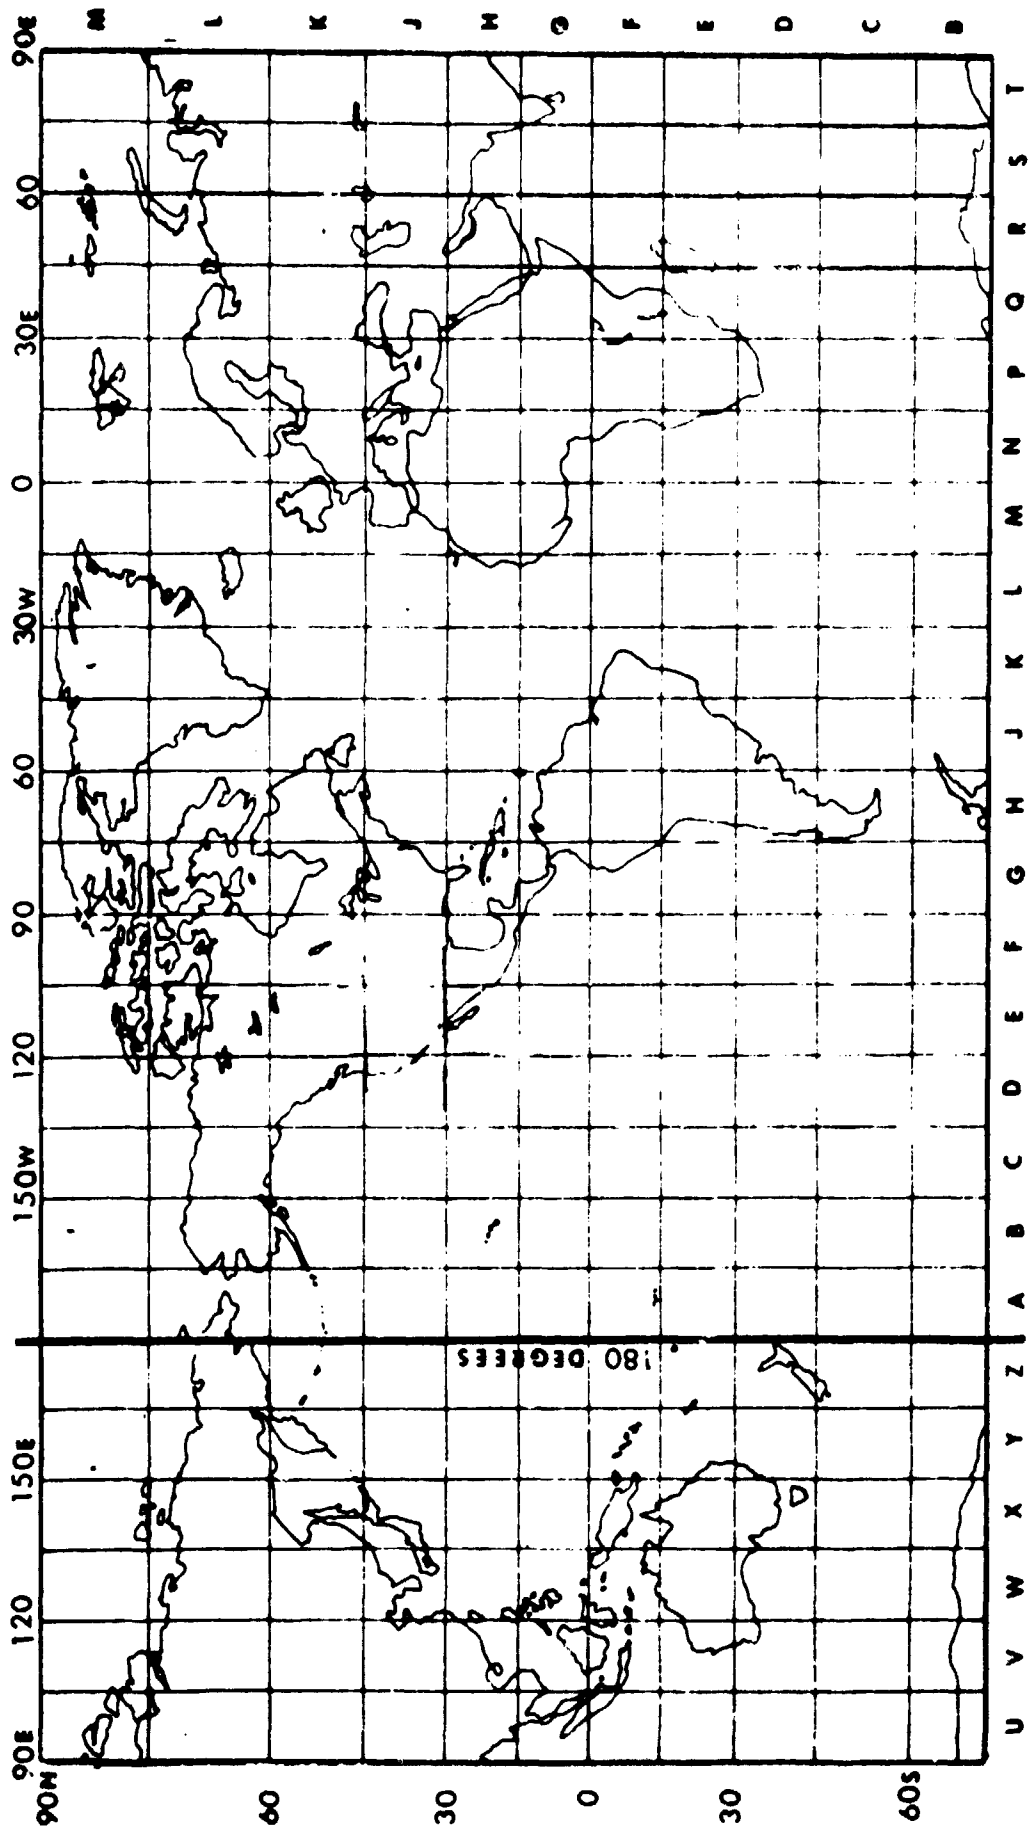 90E 120 150E 150W 120 90 60 30W 0 30E 60 90E
90N
60
30
0
30
60S
180 DEGREES
M
L
K
J
H
G
F
E
D
C
B
U V W X Y Z A B C D E F G H J K L M N P Q R S T